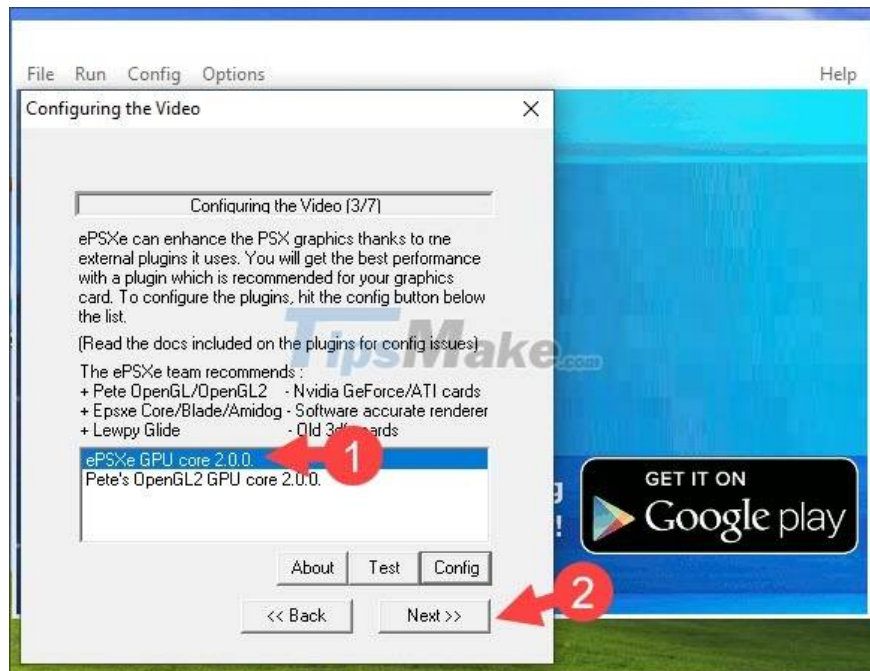 File Run Config Options Help
Configuring the Video
Configuring the Video (3/7)
ePSXe can enhance the PSX graphics thanks to the
external plugins it uses. You will get the best performance
with a plugin which is recommended for your graphics
card. To configure the plugins, hit the config button below
the list.
(Read the docs included on the plugins for config issues)
TipsMake.com
The ePSXe team recommends :
+ Pete OpenGL/OpenGL2 - Nvidia GeForce/ATI cards
+ Epsxe Core/Blade/Amidog - Software accurate renderer
+ Lewpy Glide - Old 3dfx cards
ePSXe GPU core 2.0.0.
1
Pete's OpenGL2 GPU core 2.0.0.
g
!
GET IT ON
Google play
About Test Config
<< Back Next >>
2